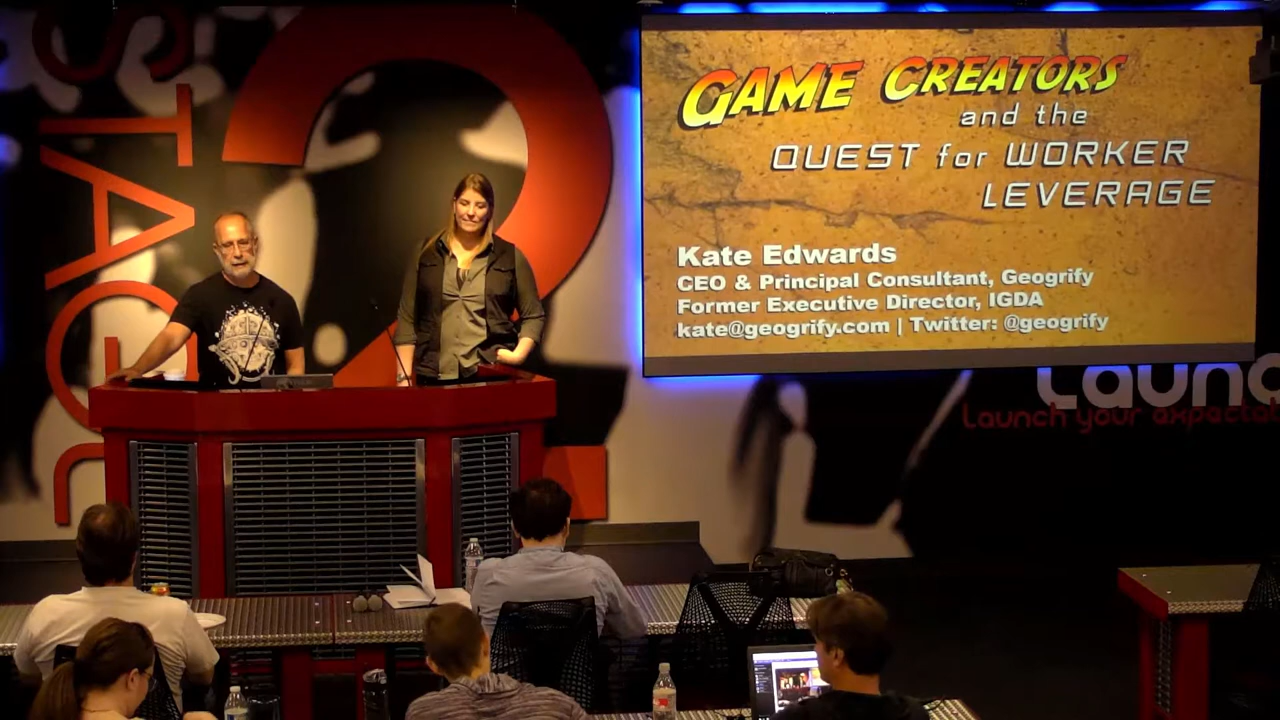 GAME CREATORS
and the
QUEST for WORKER
LEVERAGE
Kate Edwards
CEO & Principal Consultant, Geogrify
Former Executive Director, IGDA
kate@geogrify.com | Twitter: @geogrify
Launch your